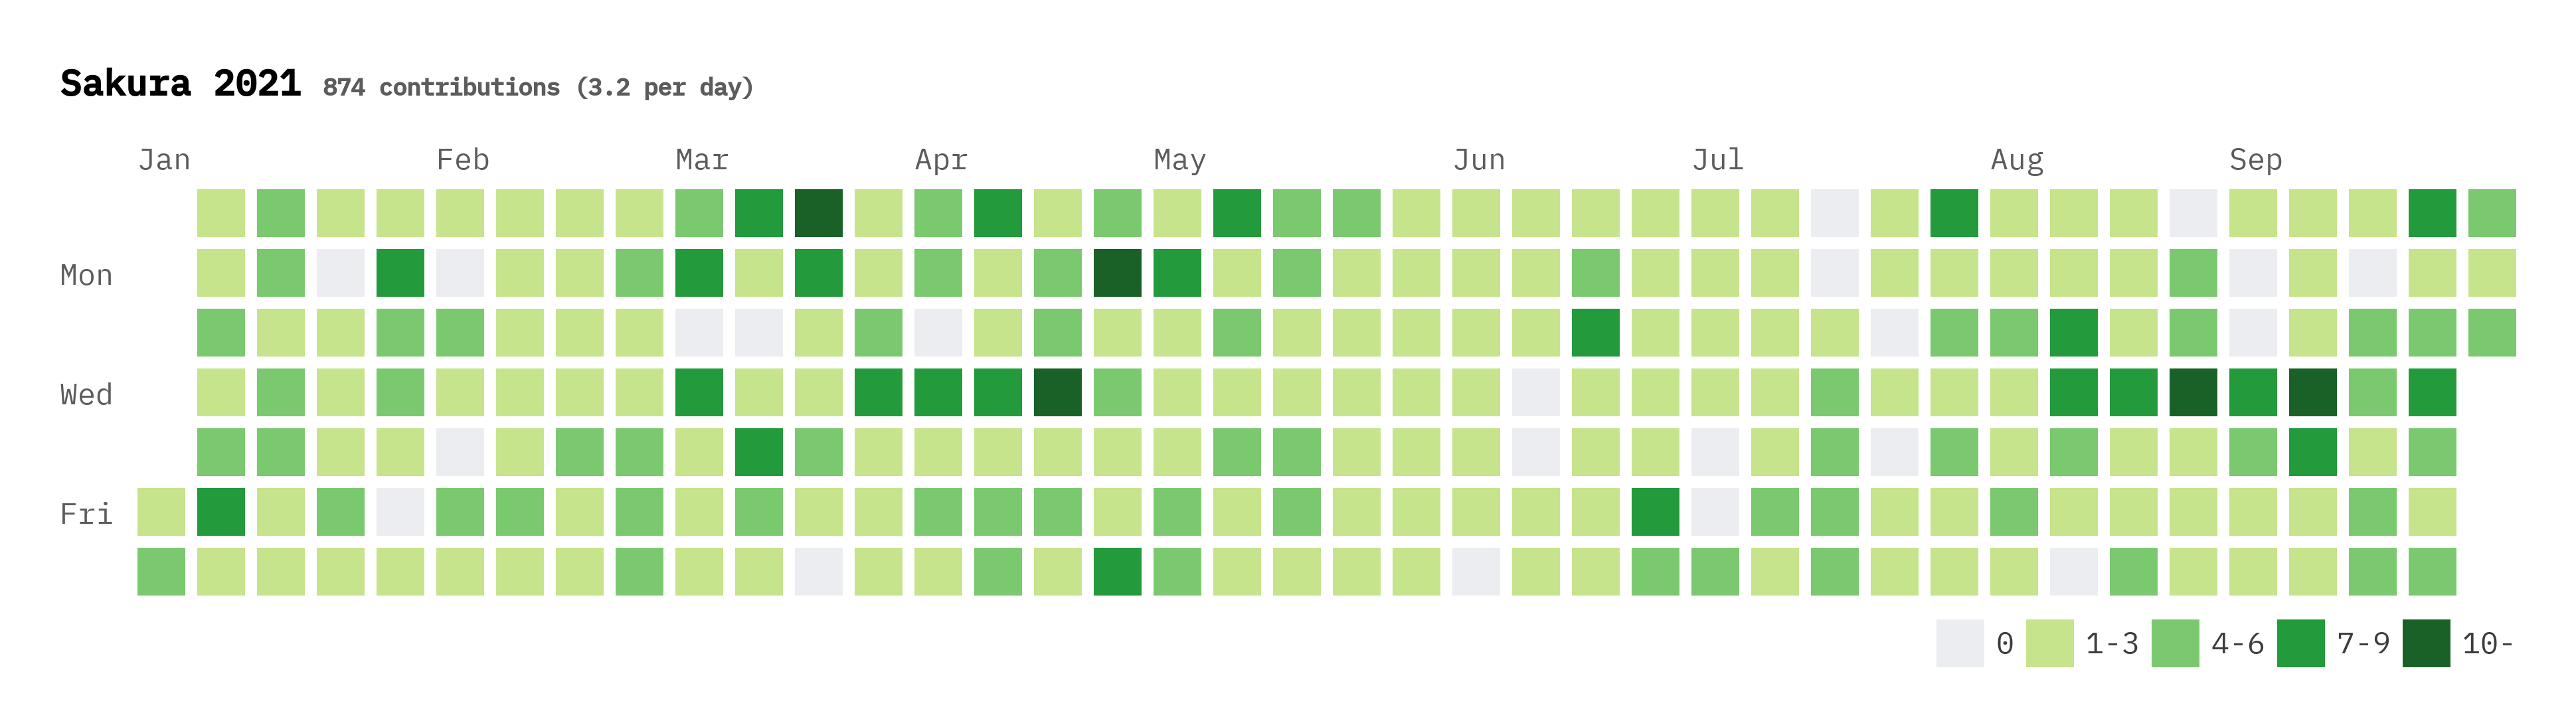 Sakura 2021 874 contributions (3.2 per day)
Jan Feb Mar Apr May Jun Jul Aug Sep
Mon
Wed
Fri
0 1-3 4-6 7-9 10-